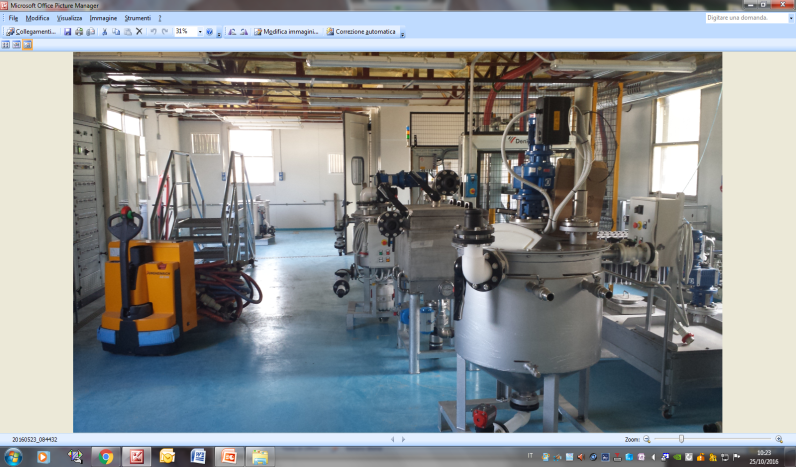 Microsoft Office Picture Manager
File Modifica Visualizza Immagine Strumenti ?
Digitare una domanda.
Collegamenti... 31% Modifica immagini... Correzione automatica
20160523_084432
Zoom:
IT
10:23
25/10/2016